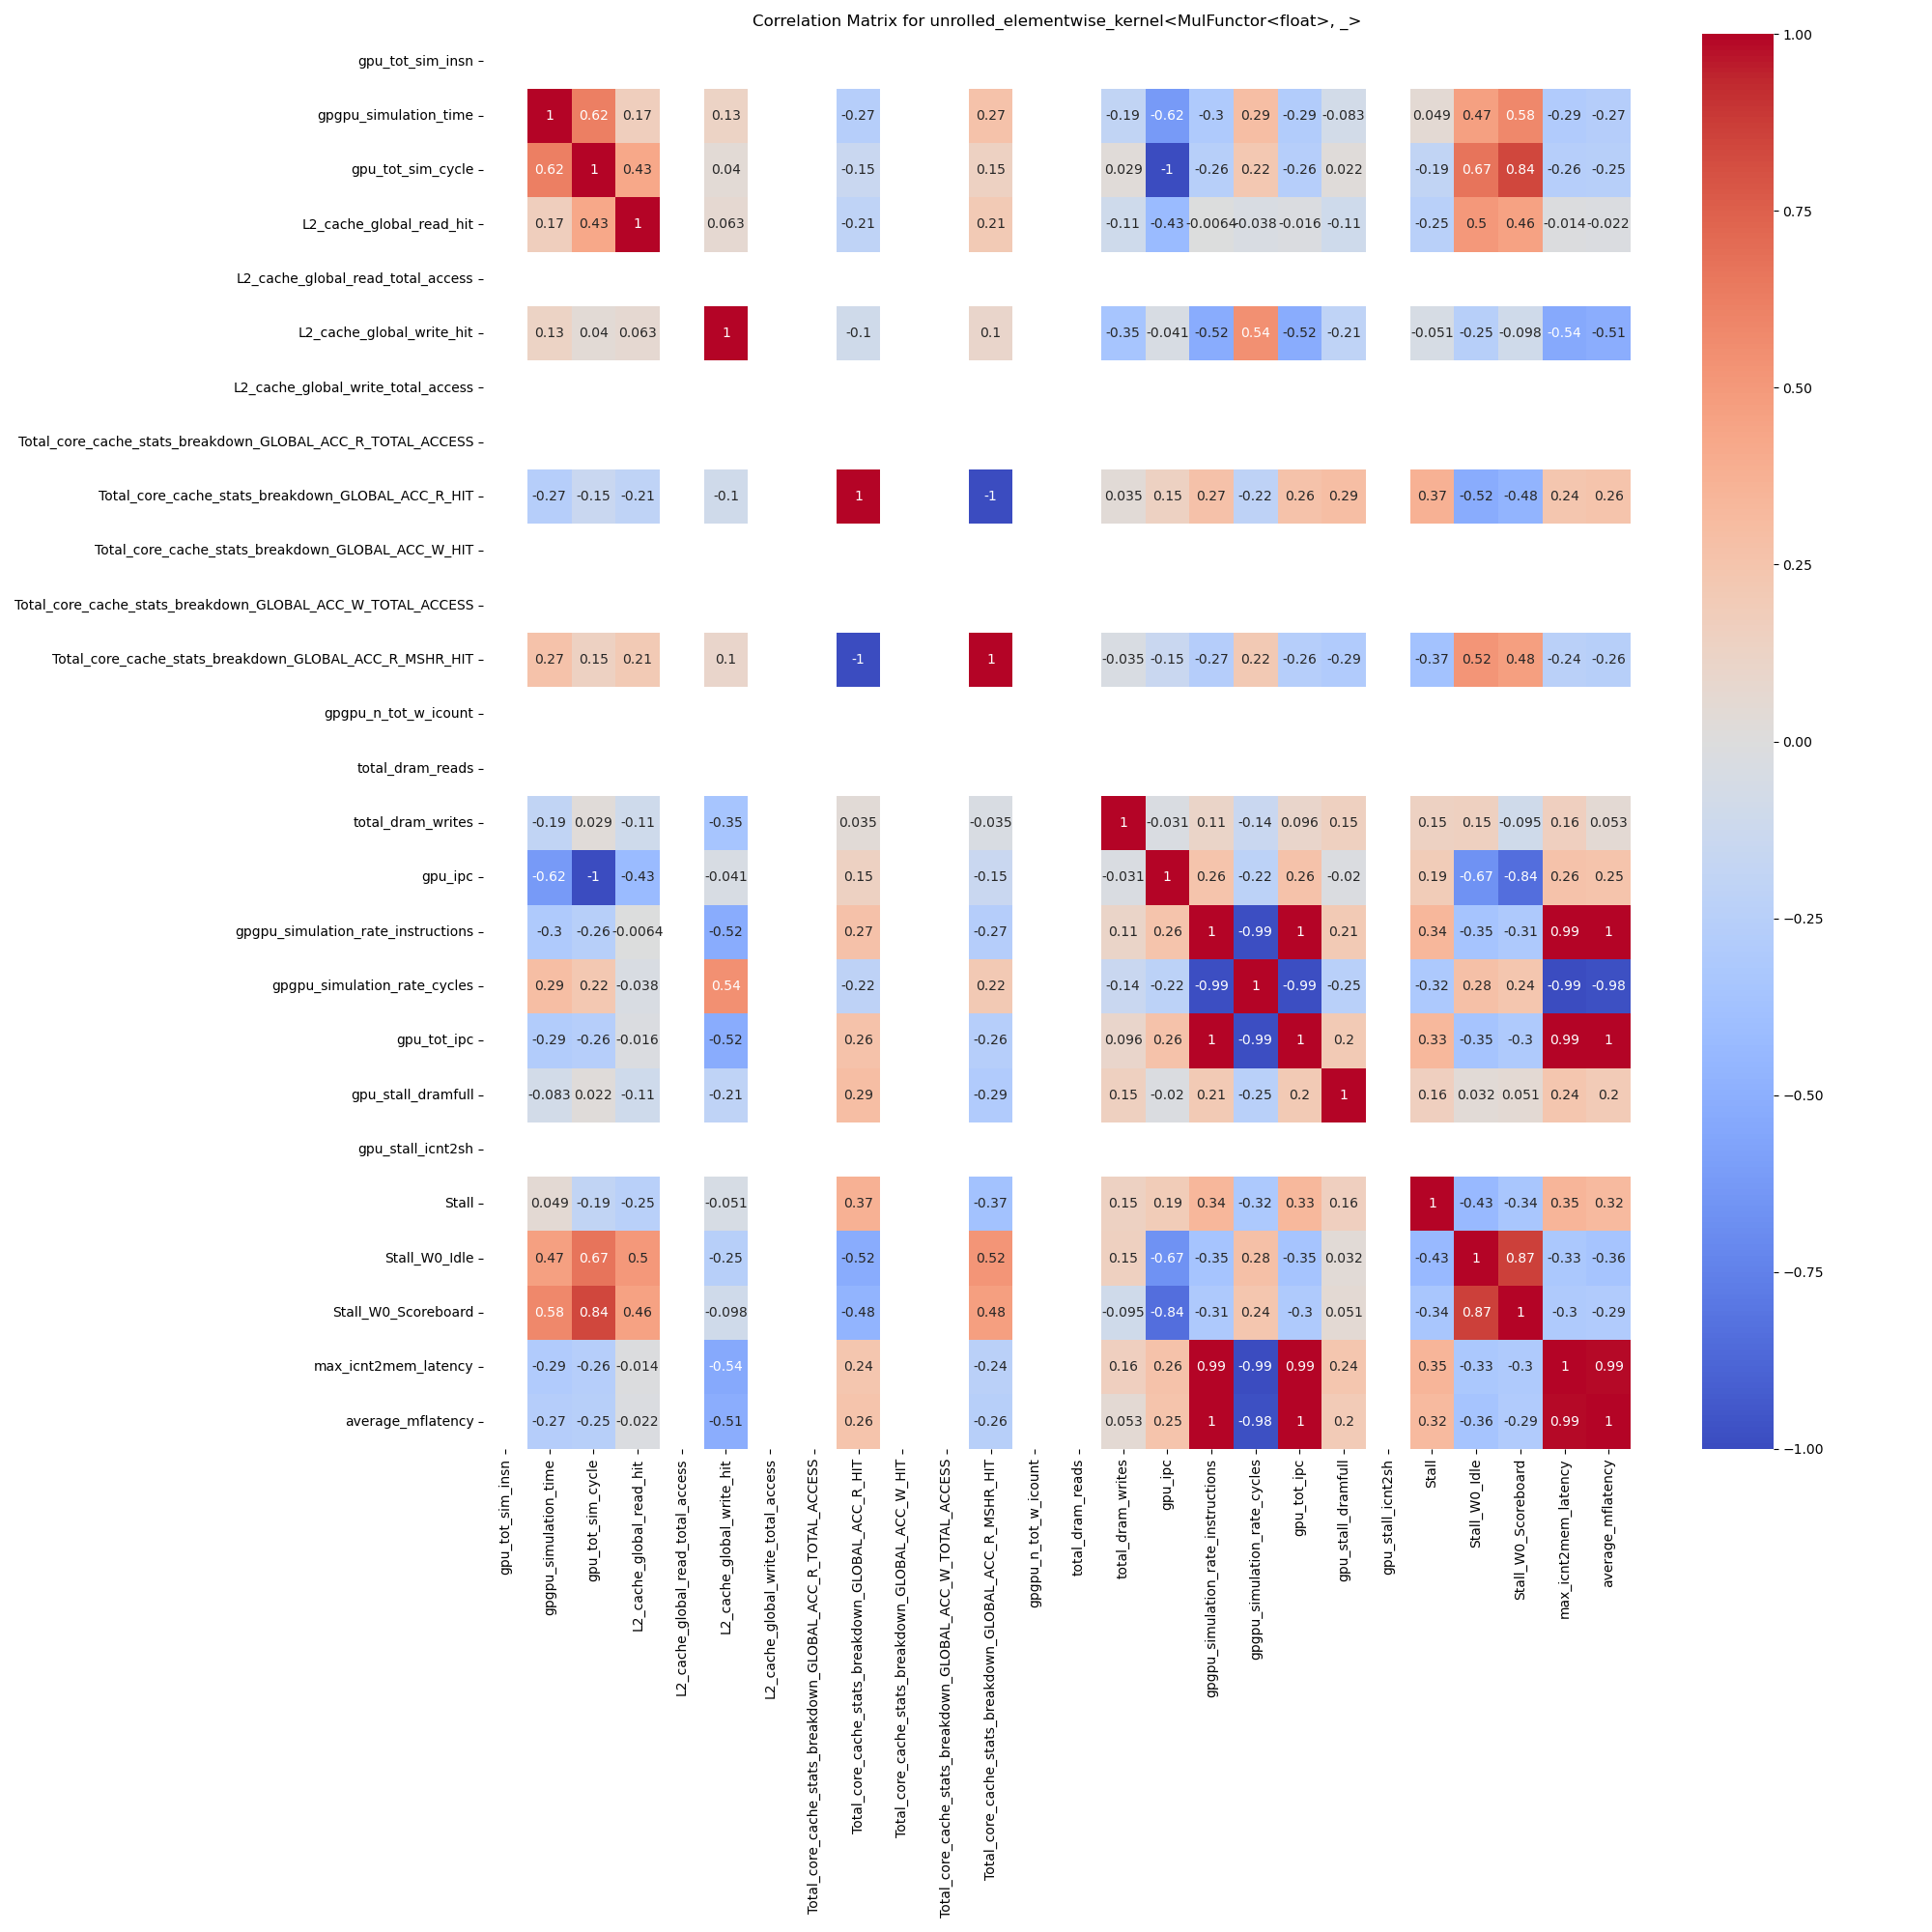 Correlation Matrix for unrolled_elementwise_kernel<MulFunctor<float>, _>
gpu_tot_sim_insn
gpgpu_simulation_time 1 0.62 0.17 0.13 -0.27 0.27 -0.19 -0.62 -0.3 0.29 -0.29 -0.083 0.049 0.47 0.58 -0.29 -0.27
gpu_tot_sim_cycle 0.62 1 0.43 0.04 -0.15 0.15 0.029 -1 -0.26 0.22 -0.26 0.022 -0.19 0.67 0.84 -0.26 -0.25
L2_cache_global_read_hit 0.17 0.43 1 0.063 -0.21 0.21 -0.11 -0.43 -0.0064 -0.038 -0.016 -0.11 -0.25 0.5 0.46 -0.014 -0.022
L2_cache_global_read_total_access
L2_cache_global_write_hit 0.13 0.04 0.063 1 -0.1 0.1 -0.35 -0.041 -0.52 0.54 -0.52 -0.21 -0.051 -0.25 -0.098 -0.54 -0.51
L2_cache_global_write_total_access
Total_core_cache_stats_breakdown_GLOBAL_ACC_R_TOTAL_ACCESS
Total_core_cache_stats_breakdown_GLOBAL_ACC_R_HIT -0.27 -0.15 -0.21 -0.1 1 -1 0.035 0.15 0.27 -0.22 0.26 0.29 0.37 -0.52 -0.48 0.24 0.26
Total_core_cache_stats_breakdown_GLOBAL_ACC_W_HIT
Total_core_cache_stats_breakdown_GLOBAL_ACC_W_TOTAL_ACCESS
Total_core_cache_stats_breakdown_GLOBAL_ACC_R_MSHR_HIT 0.27 0.15 0.21 0.1 -1 1 -0.035 -0.15 -0.27 0.22 -0.26 -0.29 -0.37 0.52 0.48 -0.24 -0.26
gpgpu_n_tot_w_icount
total_dram_reads
total_dram_writes -0.19 0.029 -0.11 -0.35 0.035 -0.035 1 -0.031 0.11 -0.14 0.096 0.15 0.15 0.15 -0.095 0.16 0.053
gpu_ipc -0.62 -1 -0.43 -0.041 0.15 -0.15 -0.031 1 0.26 -0.22 0.26 -0.02 0.19 -0.67 -0.84 0.26 0.25
gpgpu_simulation_rate_instructions -0.3 -0.26 -0.0064 -0.52 0.27 -0.27 0.11 0.26 1 -0.99 1 0.21 0.34 -0.35 -0.31 0.99 1
gpgpu_simulation_rate_cycles 0.29 0.22 -0.038 0.54 -0.22 0.22 -0.14 -0.22 -0.99 1 -0.99 -0.25 -0.32 0.28 0.24 -0.99 -0.98
gpu_tot_ipc -0.29 -0.26 -0.016 -0.52 0.26 -0.26 0.096 0.26 1 -0.99 1 0.2 0.33 -0.35 -0.3 0.99 1
gpu_stall_dramfull -0.083 0.022 -0.11 -0.21 0.29 -0.29 0.15 -0.02 0.21 -0.25 0.2 1 0.16 0.032 0.051 0.24 0.2
gpu_stall_icnt2sh
Stall 0.049 -0.19 -0.25 -0.051 0.37 -0.37 0.15 0.19 0.34 -0.32 0.33 0.16 1 -0.43 -0.34 0.35 0.32
Stall_W0_Idle 0.47 0.67 0.5 -0.25 -0.52 0.52 0.15 -0.67 -0.35 0.28 -0.35 0.032 -0.43 1 0.87 -0.33 -0.36
Stall_W0_Scoreboard 0.58 0.84 0.46 -0.098 -0.48 0.48 -0.095 -0.84 -0.31 0.24 -0.3 0.051 -0.34 0.87 1 -0.3 -0.29
max_icnt2mem_latency -0.29 -0.26 -0.014 -0.54 0.24 -0.24 0.16 0.26 0.99 -0.99 0.99 0.24 0.35 -0.33 -0.3 1 0.99
average_mflatency -0.27 -0.25 -0.022 -0.51 0.26 -0.26 0.053 0.25 1 -0.98 1 0.2 0.32 -0.36 -0.29 0.99 1
gpu_tot_sim_insn
gpgpu_simulation_time
gpu_tot_sim_cycle
L2_cache_global_read_hit
L2_cache_global_read_total_access
L2_cache_global_write_hit
L2_cache_global_write_total_access
Total_core_cache_stats_breakdown_GLOBAL_ACC_R_TOTAL_ACCESS
Total_core_cache_stats_breakdown_GLOBAL_ACC_R_HIT
Total_core_cache_stats_breakdown_GLOBAL_ACC_W_HIT
Total_core_cache_stats_breakdown_GLOBAL_ACC_W_TOTAL_ACCESS
Total_core_cache_stats_breakdown_GLOBAL_ACC_R_MSHR_HIT
gpgpu_n_tot_w_icount
total_dram_reads
total_dram_writes
gpu_ipc
gpgpu_simulation_rate_instructions
gpgpu_simulation_rate_cycles
gpu_tot_ipc
gpu_stall_dramfull
gpu_stall_icnt2sh
Stall
Stall_W0_Idle
Stall_W0_Scoreboard
max_icnt2mem_latency
average_mflatency
1.00
0.75
0.50
0.25
0.00
−0.25
−0.50
−0.75
−1.00